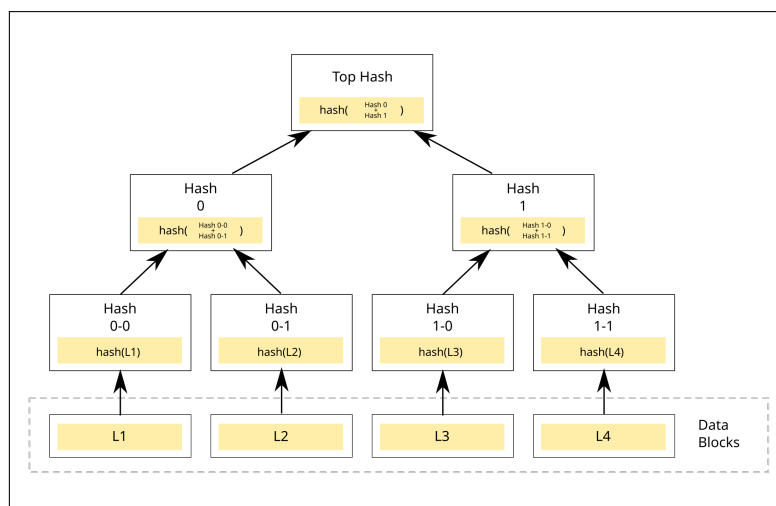 Top Hash
hash( Hash 0 + Hash 1 )
Hash
0
hash( Hash 0-0 + Hash 0-1 )
Hash
1
hash( Hash 1-0 + Hash 1-1 )
Hash
0-0
hash(L1)
Hash
0-1
hash(L2)
Hash
1-0
hash(L3)
Hash
1-1
hash(L4)
L1
L2
L3
L4
Data
Blocks